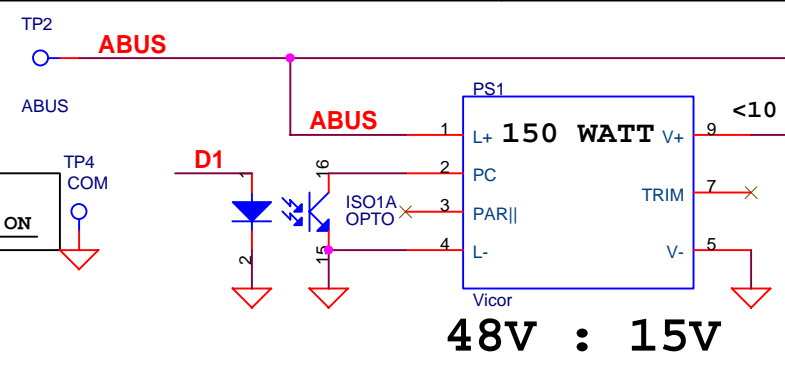 TP2
ABUS
ABUS
PS1
ABUS
1
L+
150 WATT
V+
9
<10
TP4
COM
D1
1
16
2
PC
ISO1A
OPTO
3
PAR||
TRIM
7
ON
2
15
4
L-
V-
5
Vicor
48V : 15V